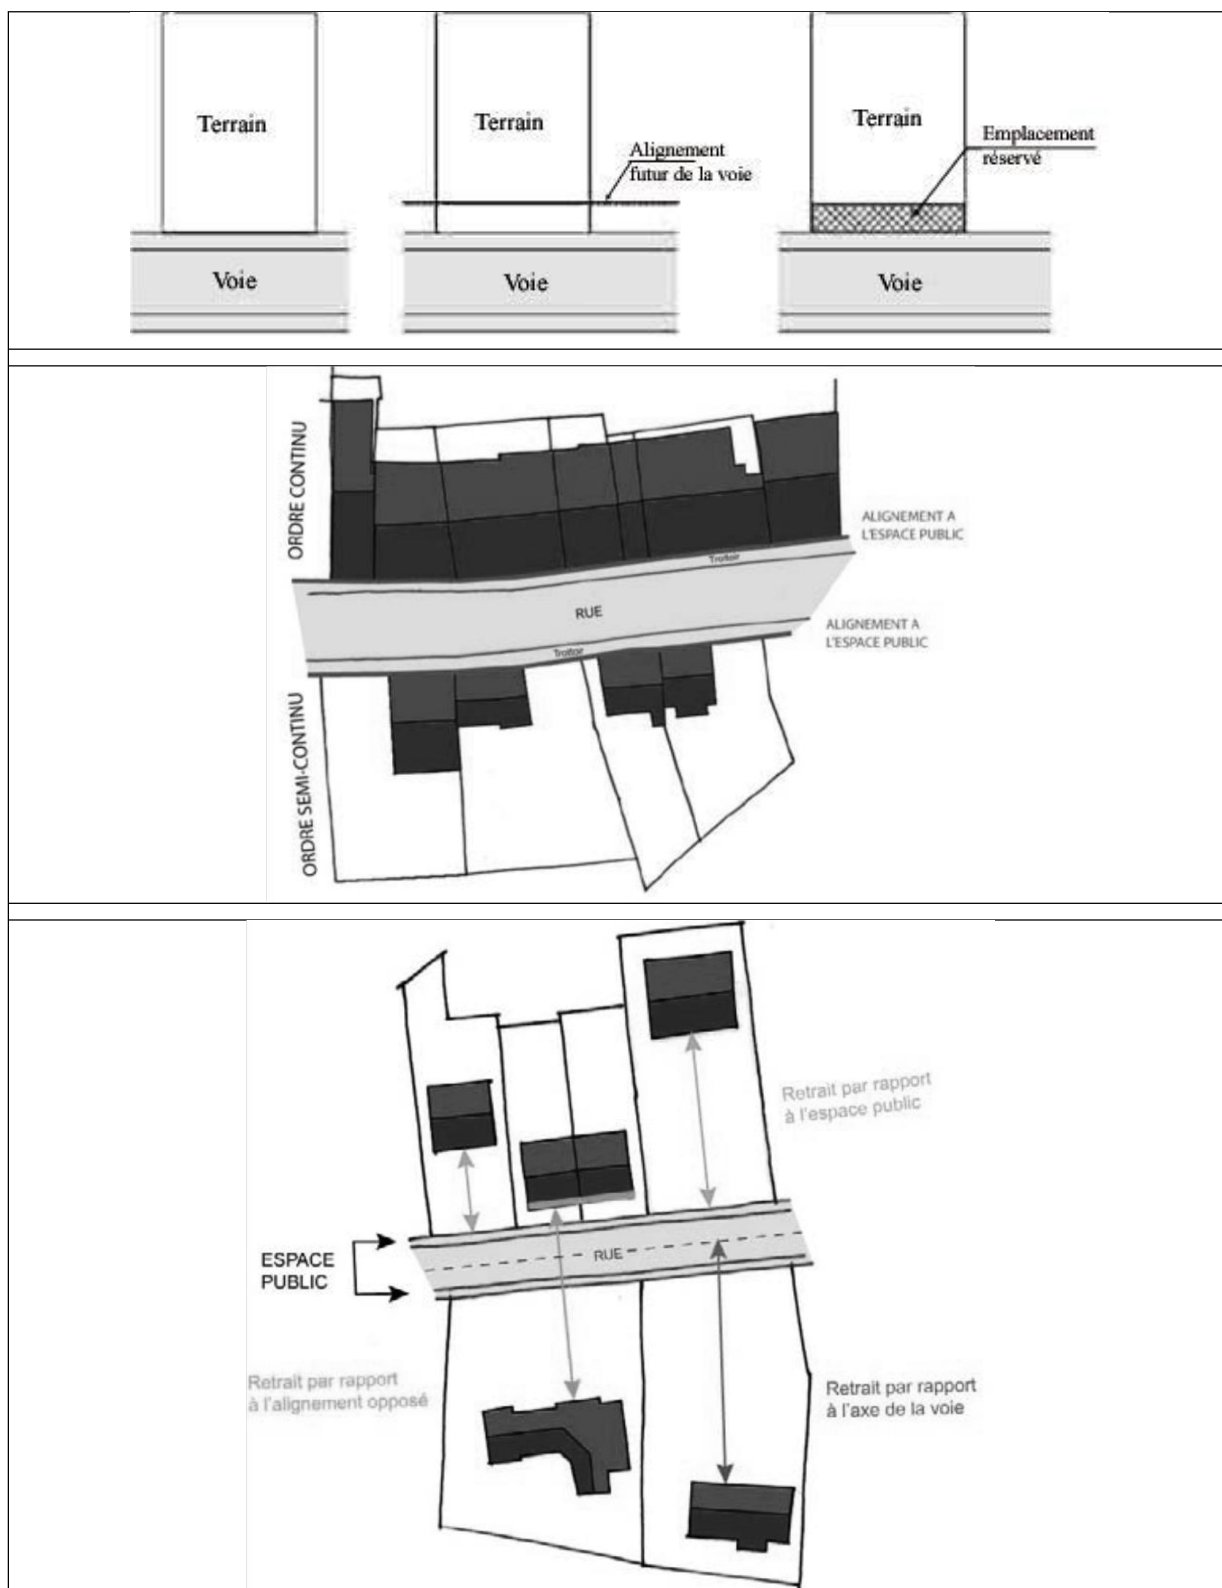 Terrain
Terrain
Terrain
Alignement
futur de la voie
Emplacement
réservé
Voie
Voie
Voie
ORDRE CONTINU
ALIGNEMENT A
L'ESPACE PUBLIC
Trottoir
RUE
ALIGNEMENT A
L'ESPACE PUBLIC
Trottoir
ORDRE SEMI-CONTINU
Retrait par rapport
à l'espace public
ESPACE
PUBLIC
RUE
Retrait par rapport
à l'alignement opposé
Retrait par rapport
à l'axe de la voie